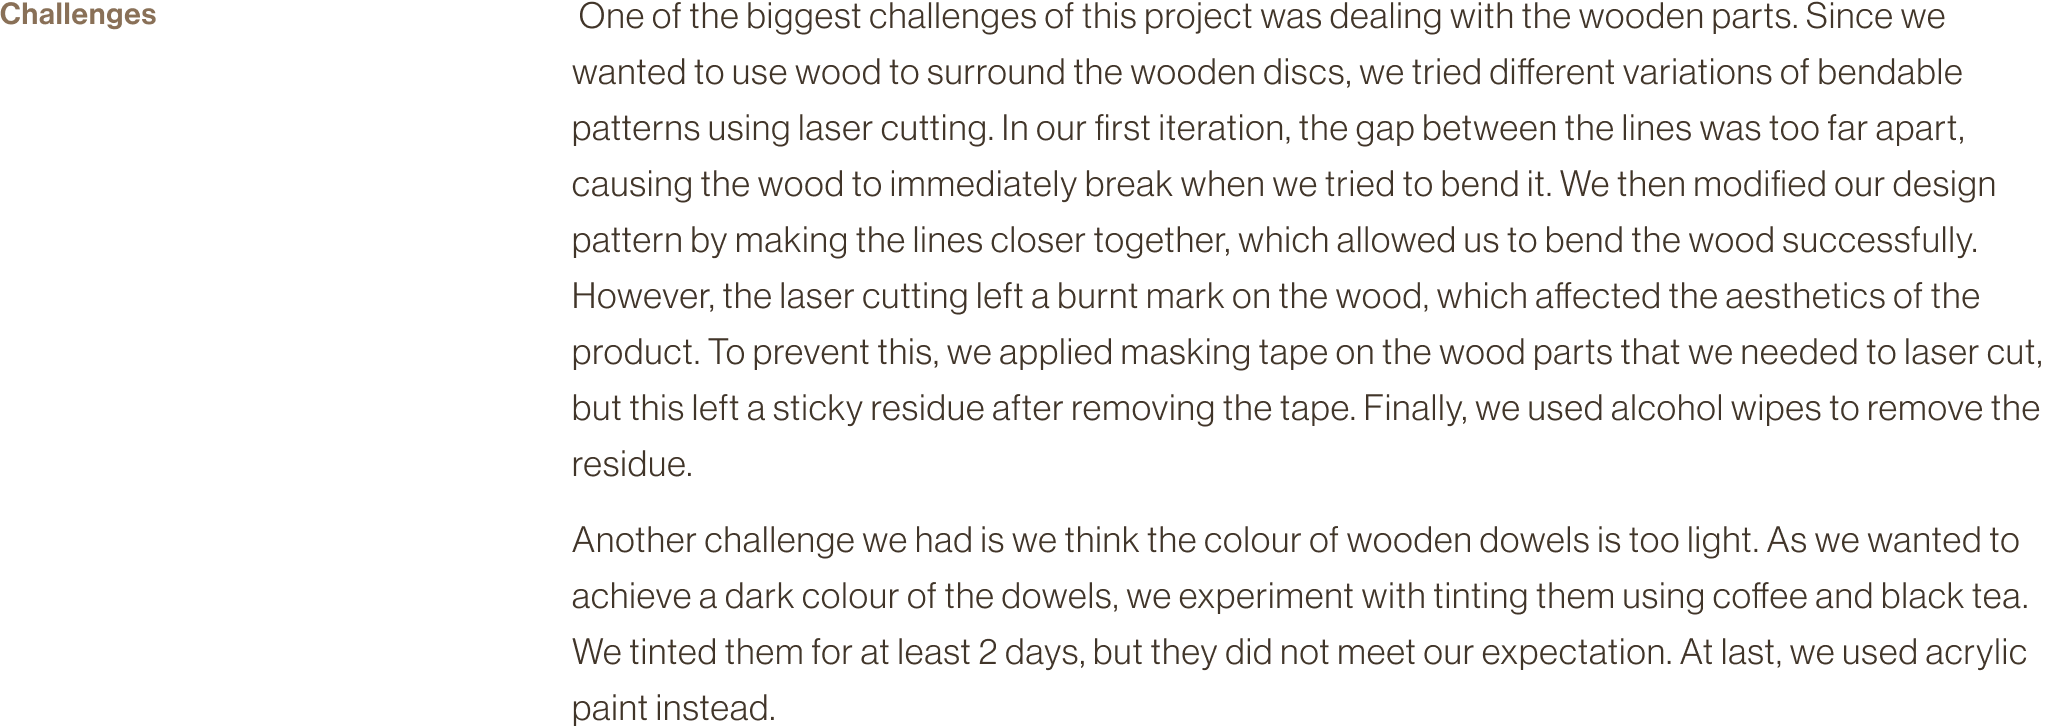 Challenges
One of the biggest challenges of this project was dealing with the wooden parts. Since we
wanted to use wood to surround the wooden discs, we tried different variations of bendable
patterns using laser cutting. In our first iteration, the gap between the lines was too far apart,
causing the wood to immediately break when we tried to bend it. We then modified our design
pattern by making the lines closer together, which allowed us to bend the wood successfully.
However, the laser cutting left a burnt mark on the wood, which affected the aesthetics of the
product. To prevent this, we applied masking tape on the wood parts that we needed to laser cut,
but this left a sticky residue after removing the tape. Finally, we used alcohol wipes to remove the
residue.
Another challenge we had is we think the colour of wooden dowels is too light. As we wanted to
achieve a dark colour of the dowels, we experiment with tinting them using coffee and black tea.
We tinted them for at least 2 days, but they did not meet our expectation. At last, we used acrylic
paint instead.